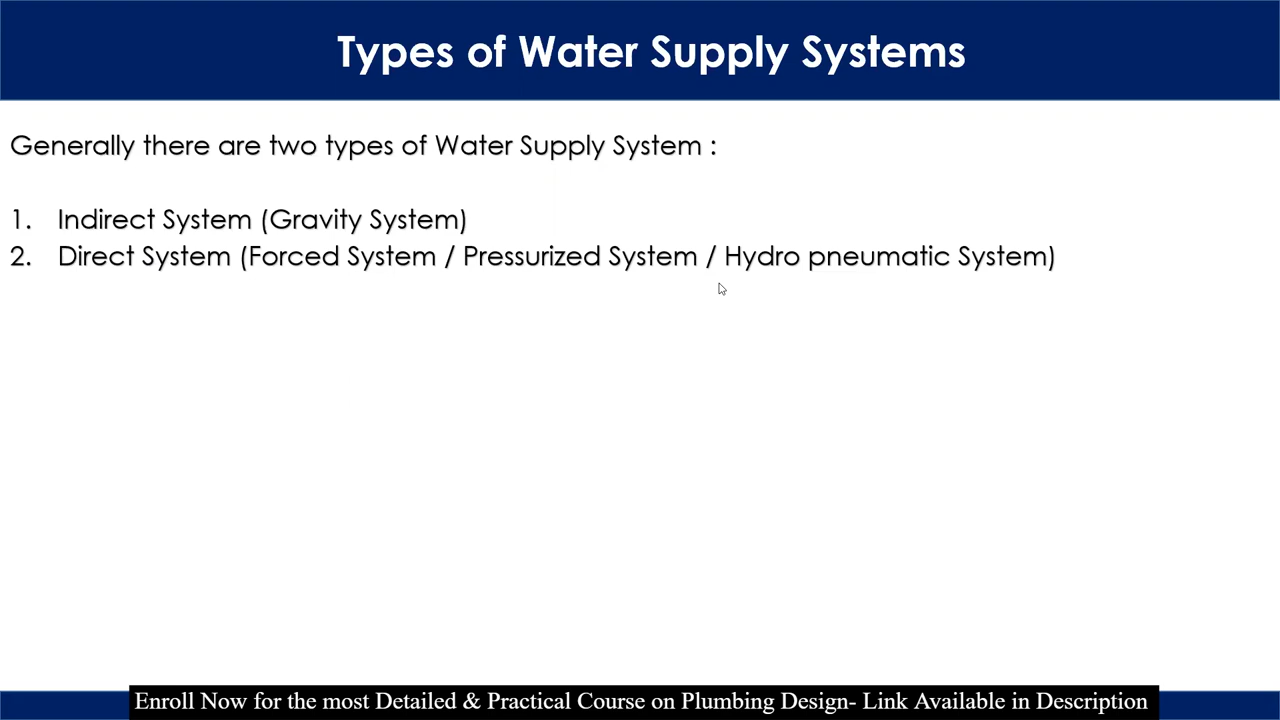 Types of Water Supply Systems
Generally there are two types of Water Supply System :
1. Indirect System (Gravity System)
2. Direct System (Forced System / Pressurized System / Hydro pneumatic System)
Enroll Now for the most Detailed & Practical Course on Plumbing Design- Link Available in Description